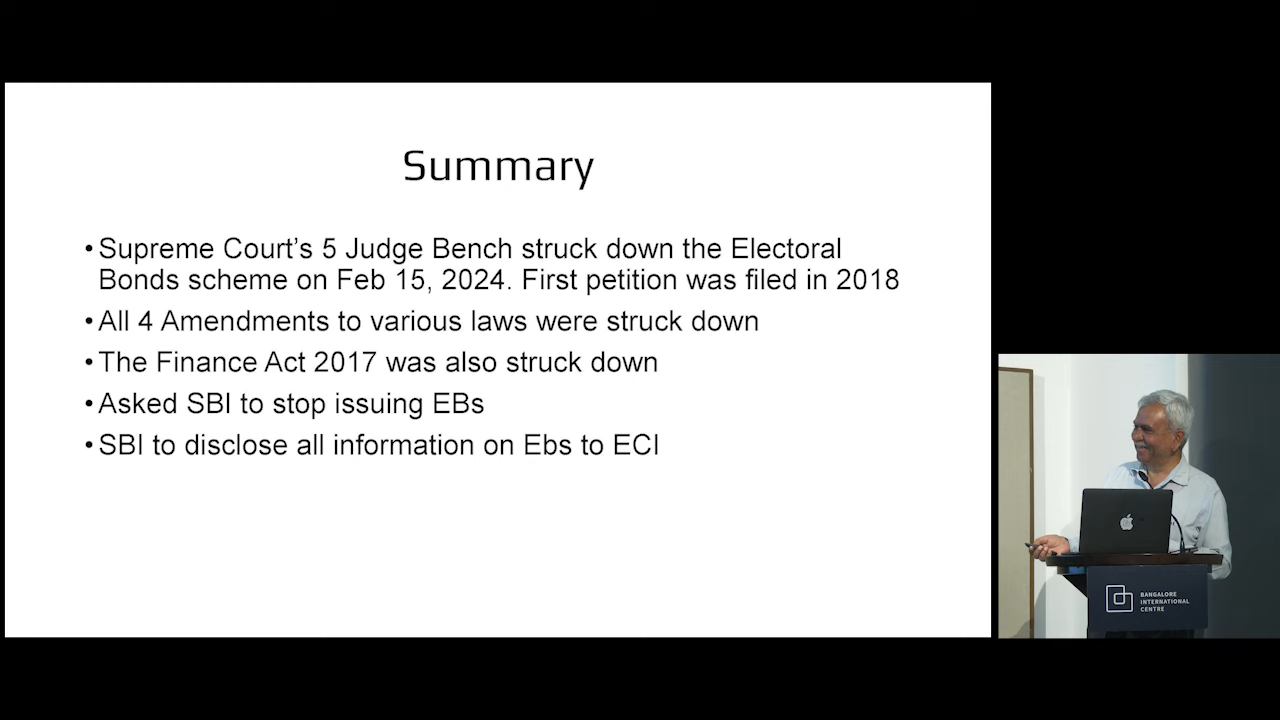 Summary
• Supreme Court’s 5 Judge Bench struck down the Electoral
Bonds scheme on Feb 15, 2024. First petition was filed in 2018
• All 4 Amendments to various laws were struck down
• The Finance Act 2017 was also struck down
• Asked SBI to stop issuing EBs
• SBI to disclose all information on Ebs to ECI
BANGALORE
INTERNATIONAL
CENTRE